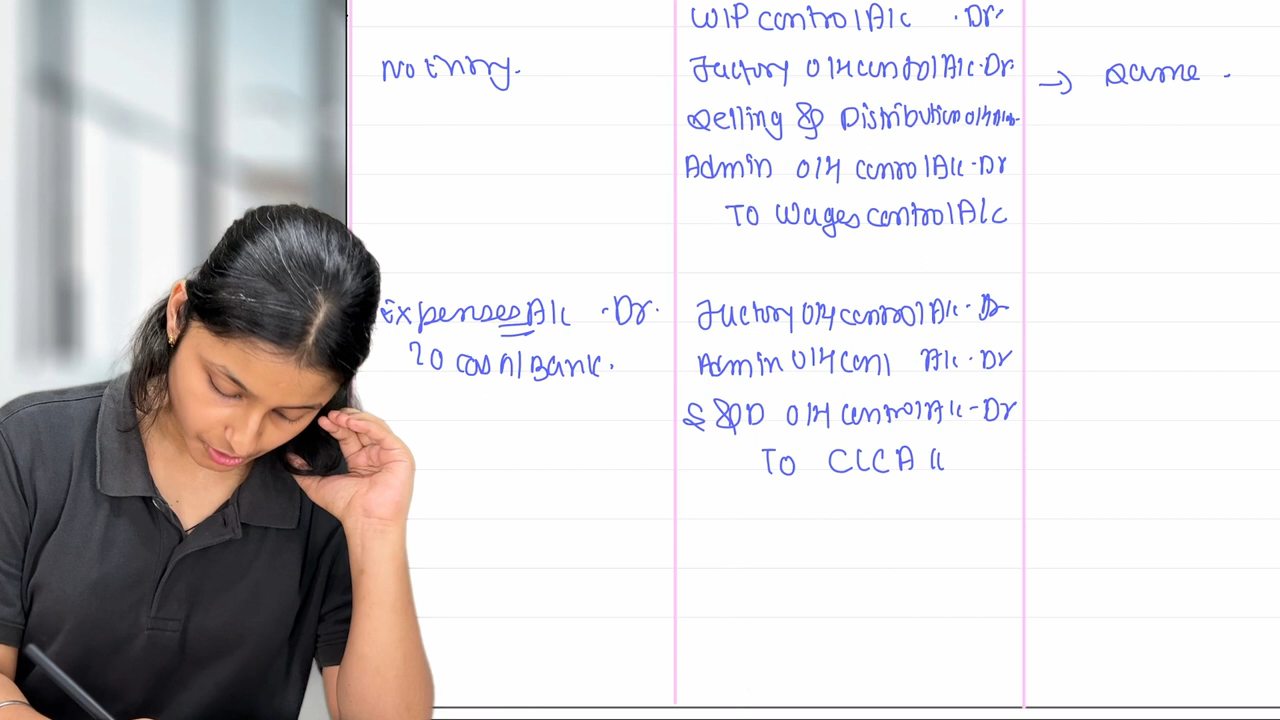 WIP control A/c .Dr.
No Entry.
Factory O/H control A/c.Dr.
→ Same.
Selling & Distribution O/H A/c.
Admin O/H control A/c.Dr
To Wages control A/c
Expenses A/c .Dr.
To cash/Bank.
Factory O/H control A/c.Dr
Admin O/H cont A/c.Dr
S & D O/H control A/c-Dr
To CLC A/c